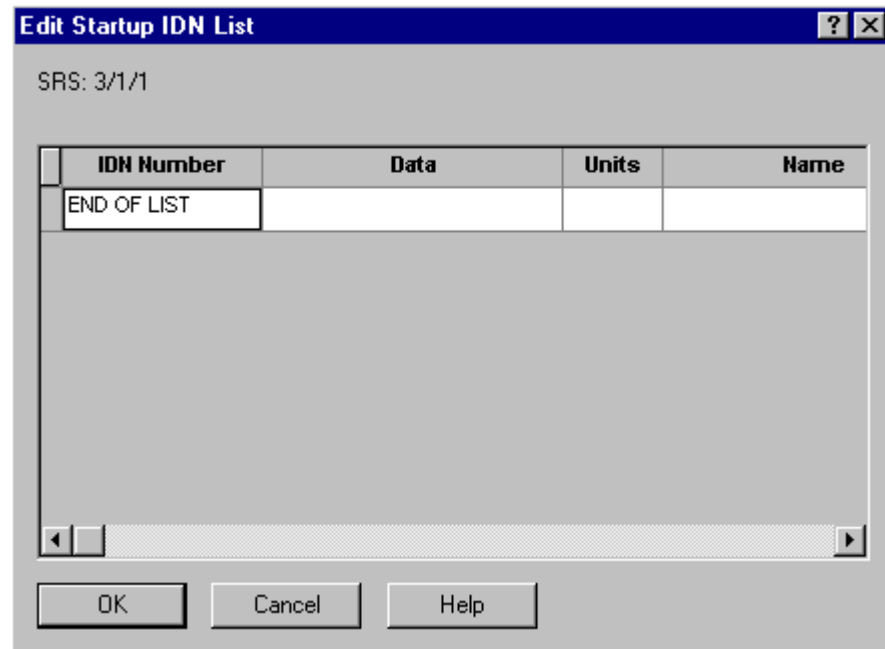 Edit Startup IDN List
SRS: 3/1/1
IDN Number Data Units Name
END OF LIST
OK Cancel Help